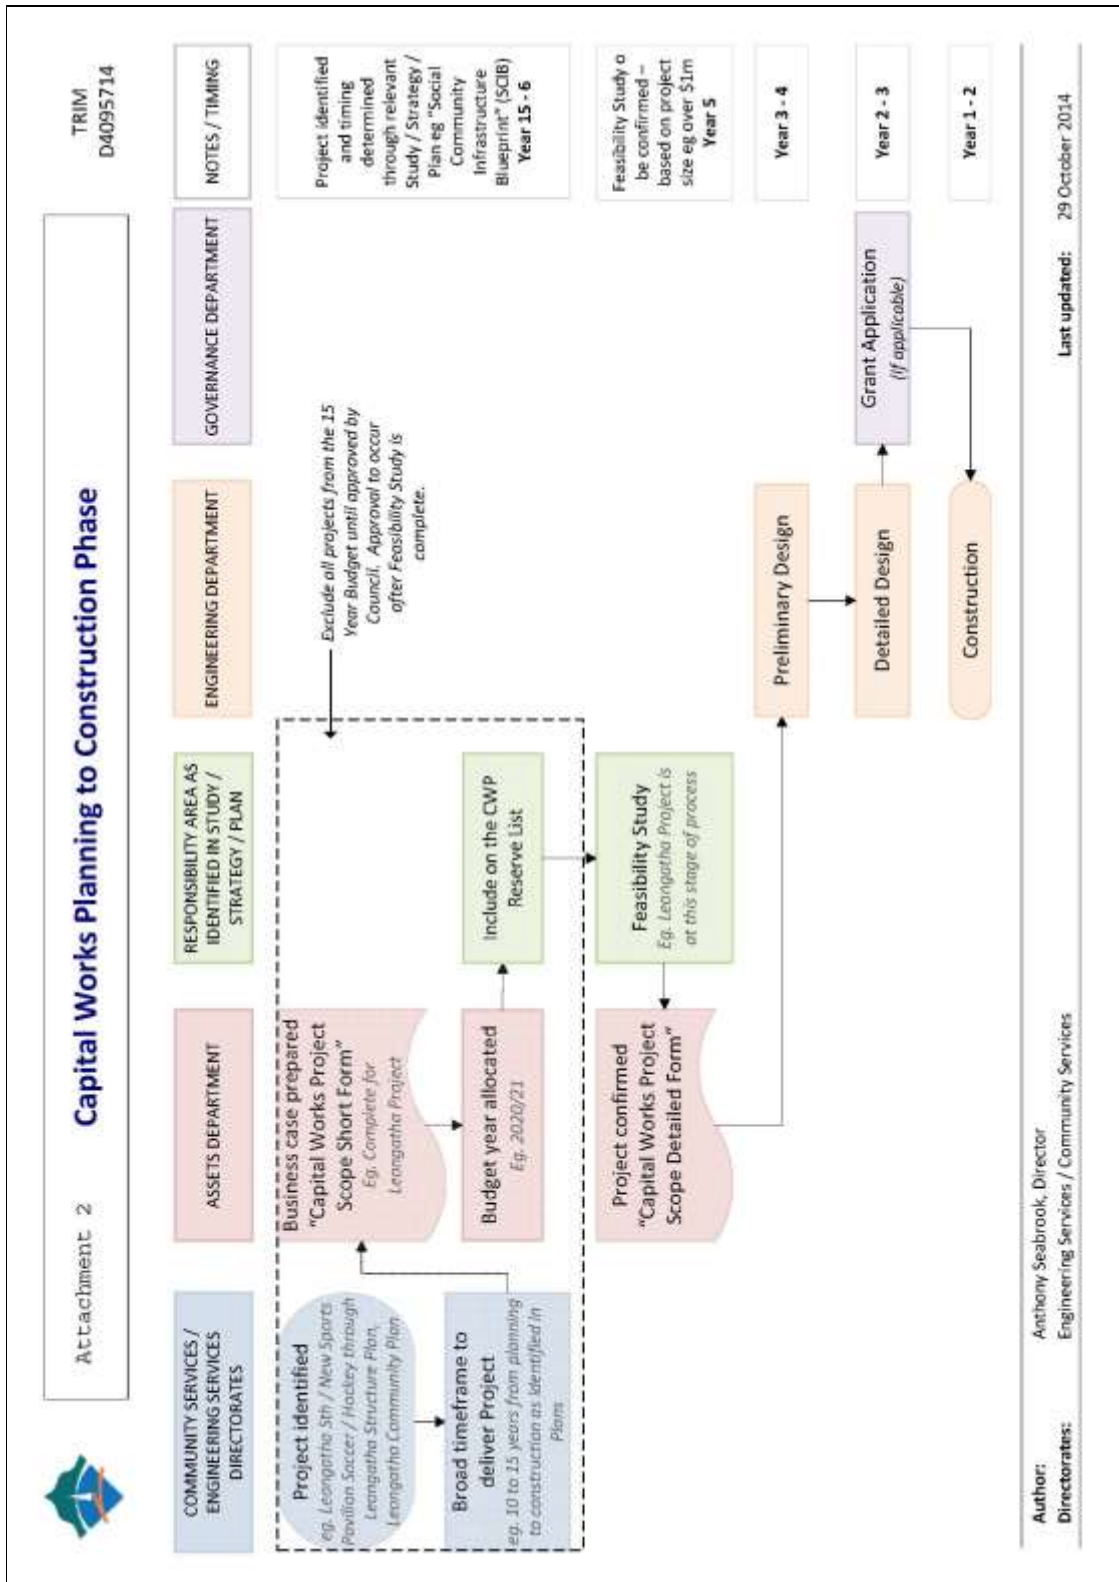 Attachment 2
Capital Works Planning to Construction Phase
TRIM
D4095714
COMMUNITY SERVICES /
ENGINEERING SERVICES
DIRECTORATES
ASSETS DEPARTMENT
RESPONSIBILITY AREA AS
IDENTIFIED IN STUDY /
STRATEGY / PLAN
ENGINEERING DEPARTMENT
GOVERNANCE DEPARTMENT
NOTES / TIMING
Project identified
eg. Leongatha Sth / New Sports
Pavilion Soccer / Hockey through
Leongatha Structure Plan,
Leongatha Community Plan
Broad timeframe to
deliver Project
eg. 10 to 15 years from planning
to construction as identified in
Plans
Business case prepared
"Capital Works Project
Scope Short Form"
Eg. Complete for
Leongatha Project
Budget year allocated
Eg. 2020/21
Include on the CWP
Reserve List
Exclude all projects from the 15
Year Budget until approved by
Council. Approval to occur
after Feasibility Study is
complete.
Project identified
and timing
determined
through relevant
Study / Strategy /
Plan eg "Social
Community
Infrastructure
Blueprint" (SCIB)
Year 15 - 6
Project confirmed
"Capital Works Project
Scope Detailed Form"
Feasibility Study
Eg. Leongatha Project is
at this stage of process
Feasibility Study o
be confirmed –
based on project
size eg over $1m
Year 5
Preliminary Design
Year 3 - 4
Detailed Design
Grant Application
(If applicable)
Year 2 - 3
Construction
Year 1 - 2
Author: Anthony Seabrook, Director
Directorates: Engineering Services / Community Services
Last updated: 29 October 2014